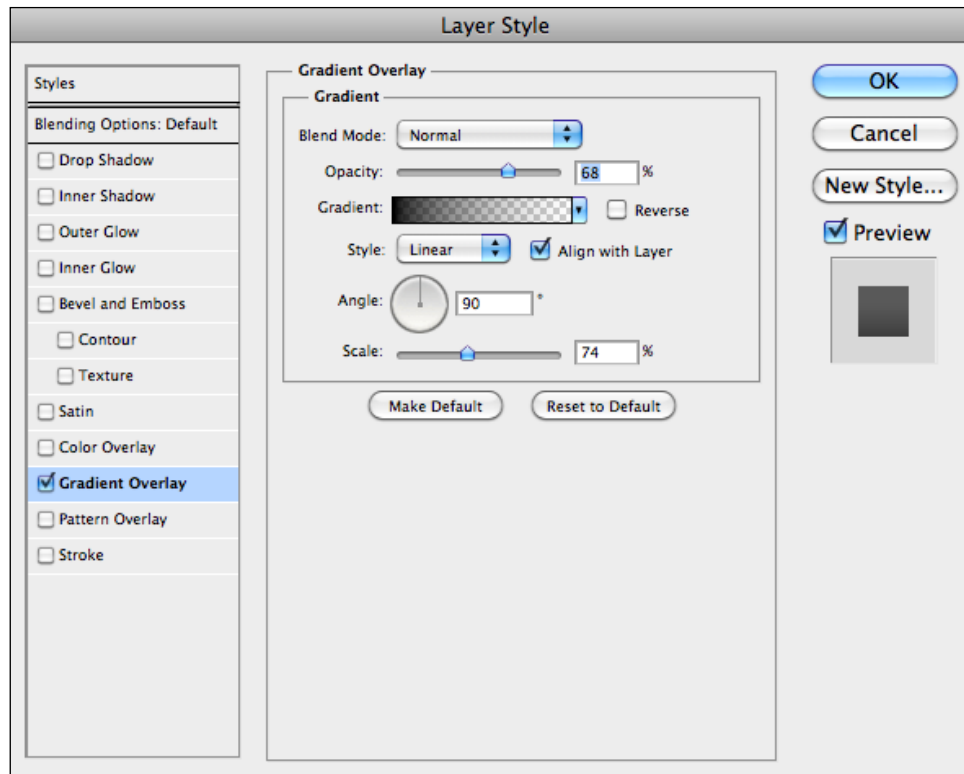 Layer Style
Styles
Blending Options: Default
Drop Shadow
Inner Shadow
Outer Glow
Inner Glow
Bevel and Emboss
Contour
Texture
Satin
Color Overlay
Gradient Overlay
Pattern Overlay
Stroke
Gradient Overlay
Gradient
Blend Mode: Normal
Opacity: 68 %
Gradient: Reverse
Style: Linear Align with Layer
Angle: 90 °
Scale: 74 %
Make Default Reset to Default
OK
Cancel
New Style...
Preview